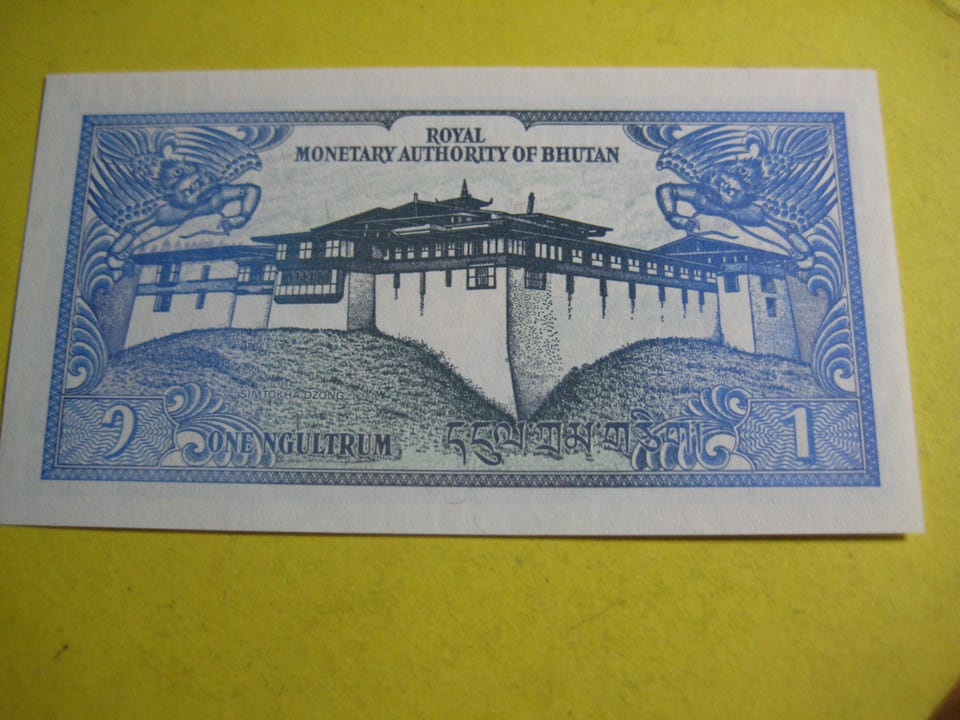 ROYAL
MONETARY AUTHORITY OF BHUTAN
SIMTOKHA DZONG
༡
ONE NGULTRUM
དངུལ་ཀྲམ་གཅིག
1